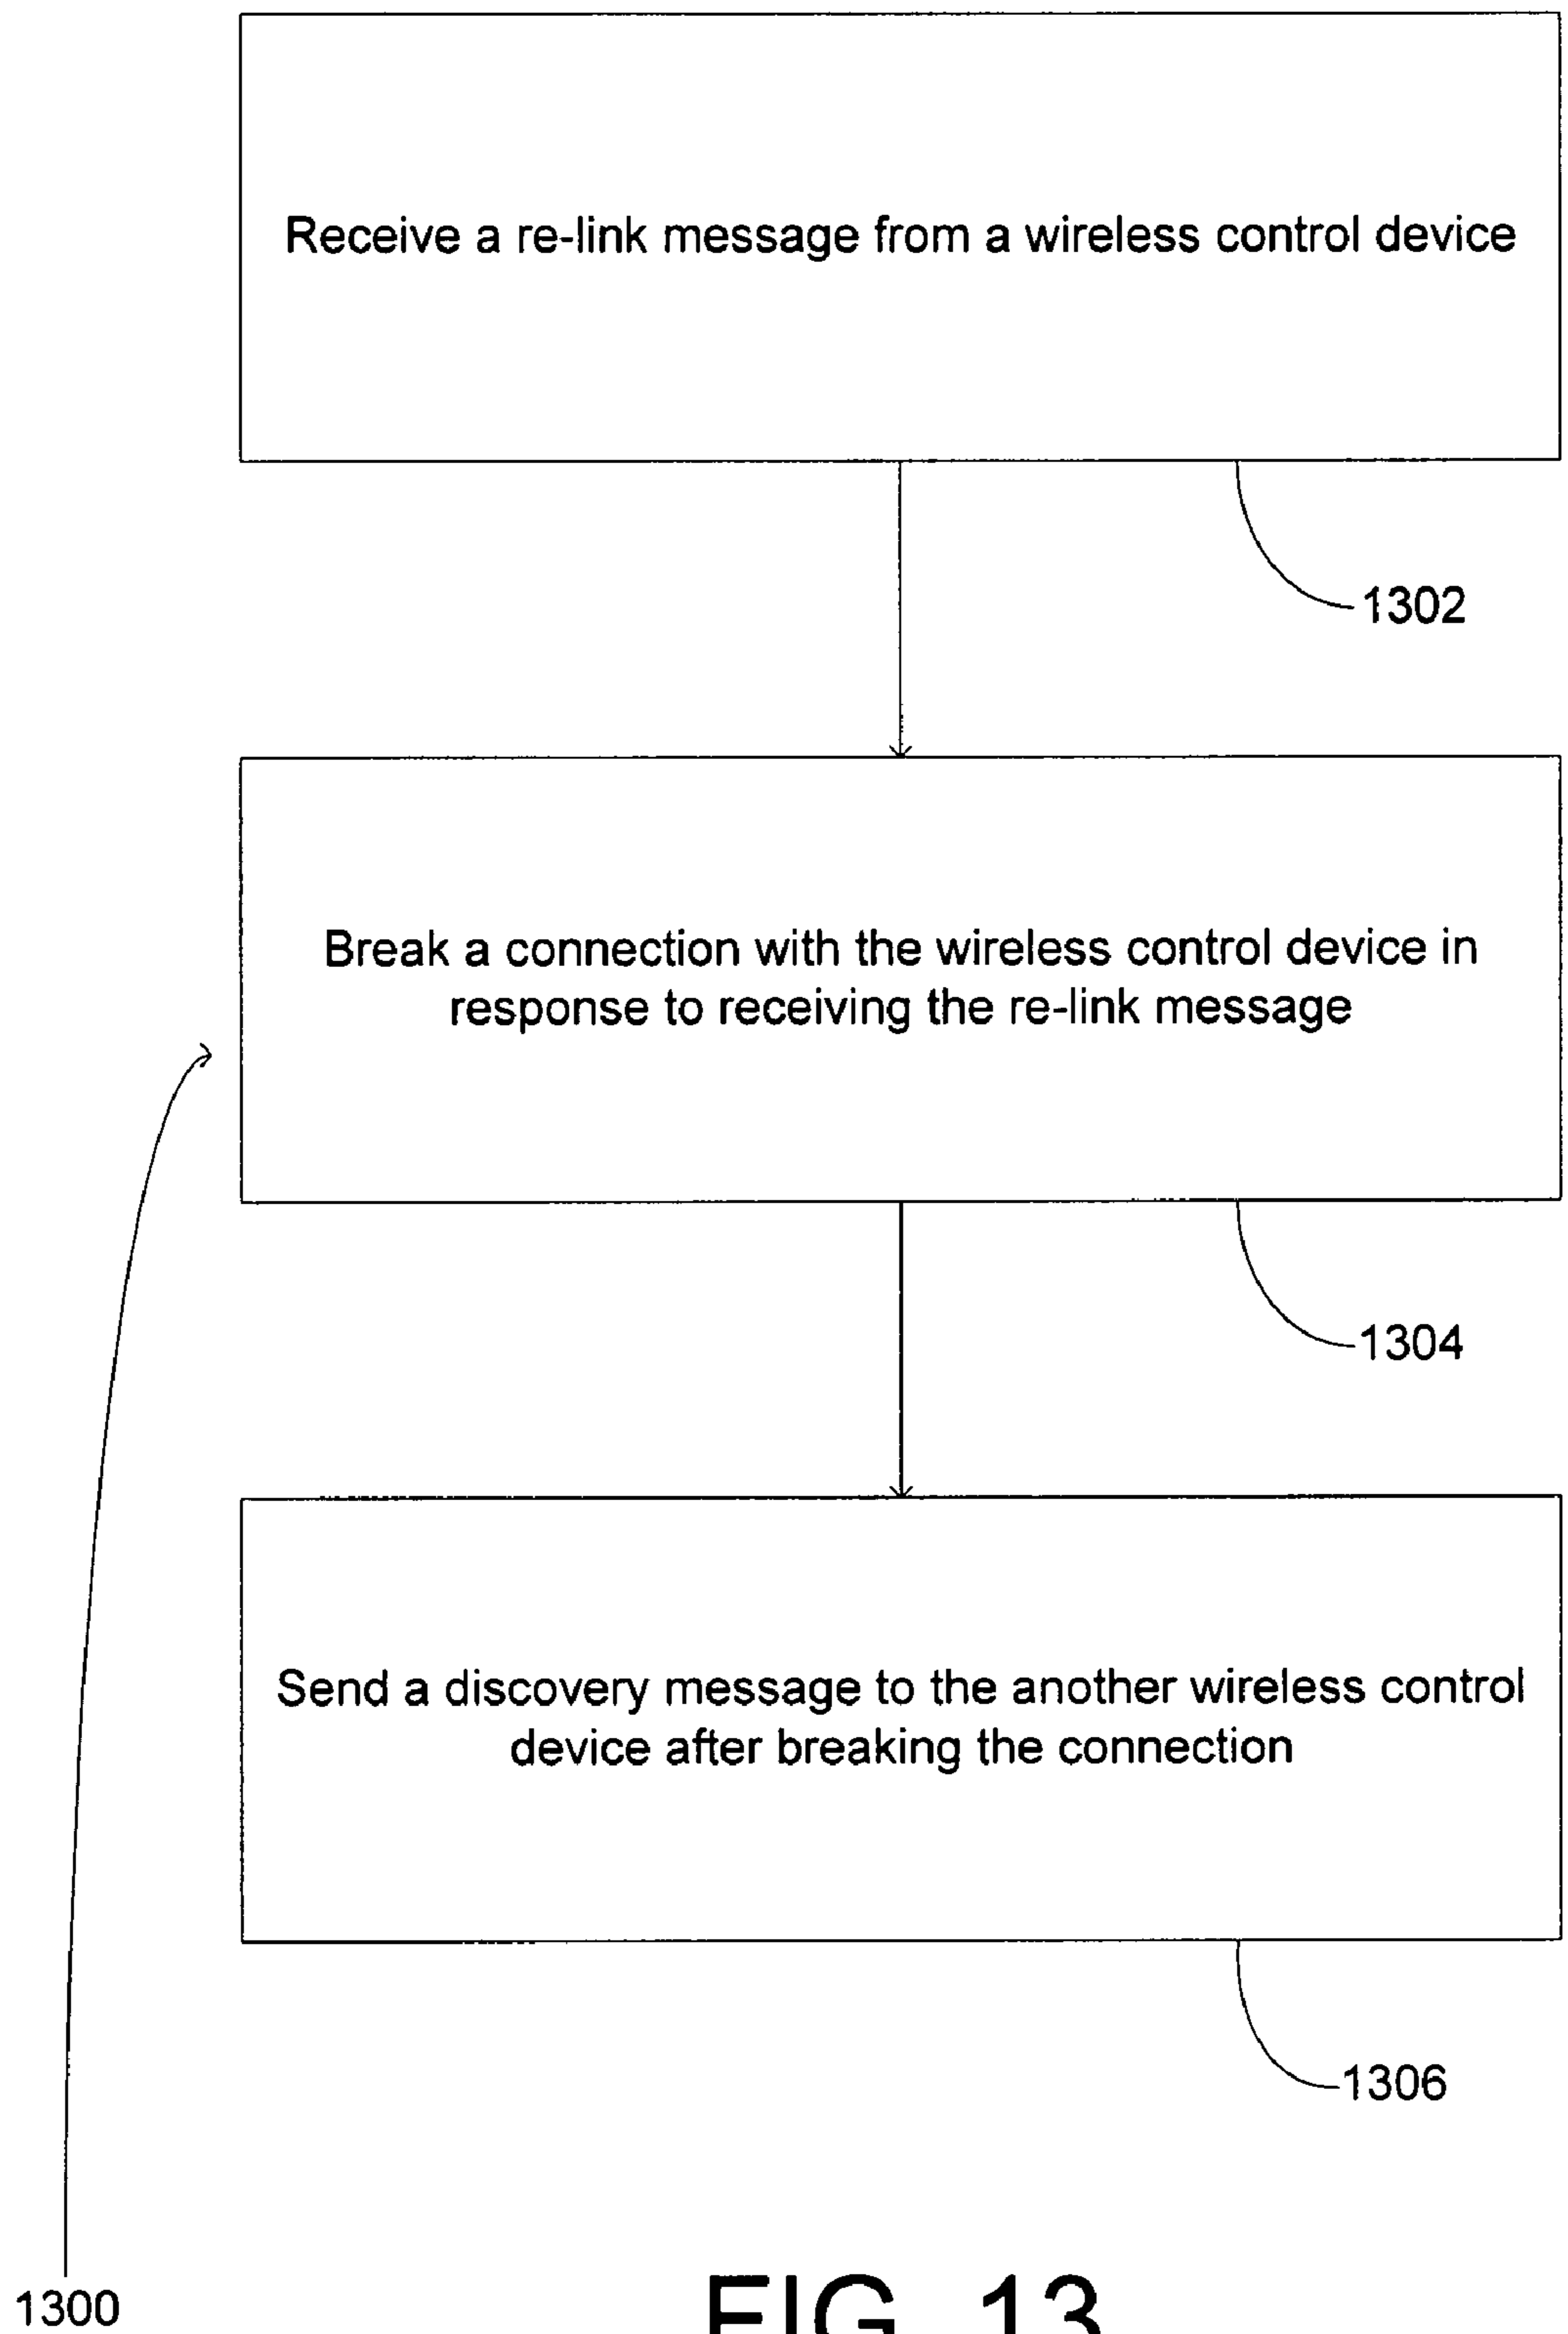 Receive a re-link message from a wireless control device
1302
Break a connection with the wireless control device in
response to receiving the re-link message
1304
Send a discovery message to the another wireless control
device after breaking the connection
1306
1300
FIG. 13